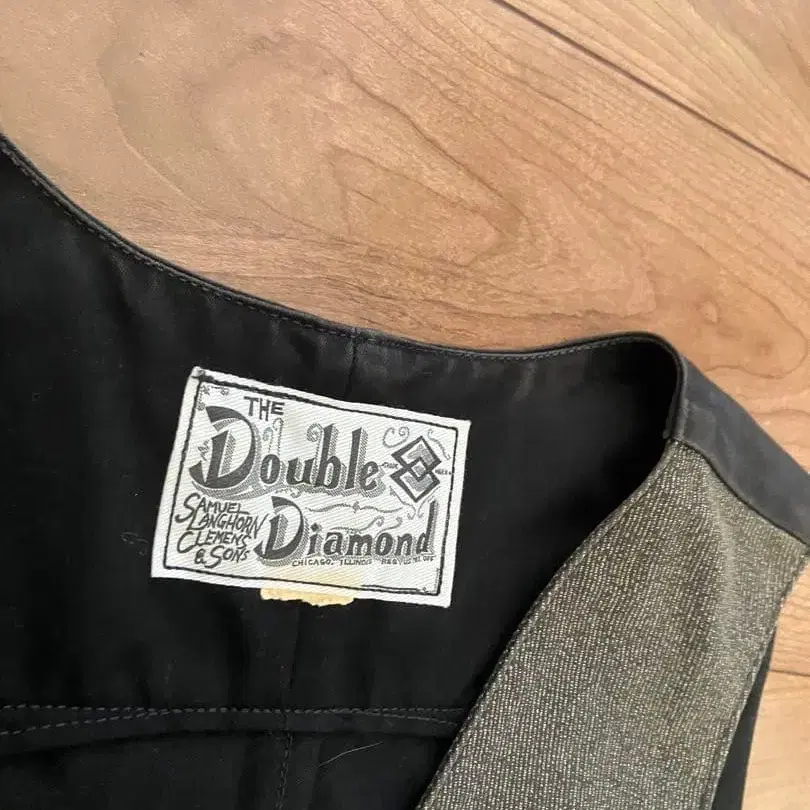 THE
Double
Diamond
SAMUEL
LANGHORN
CLEMENS
& SONS
CHICAGO, ILLINOIS